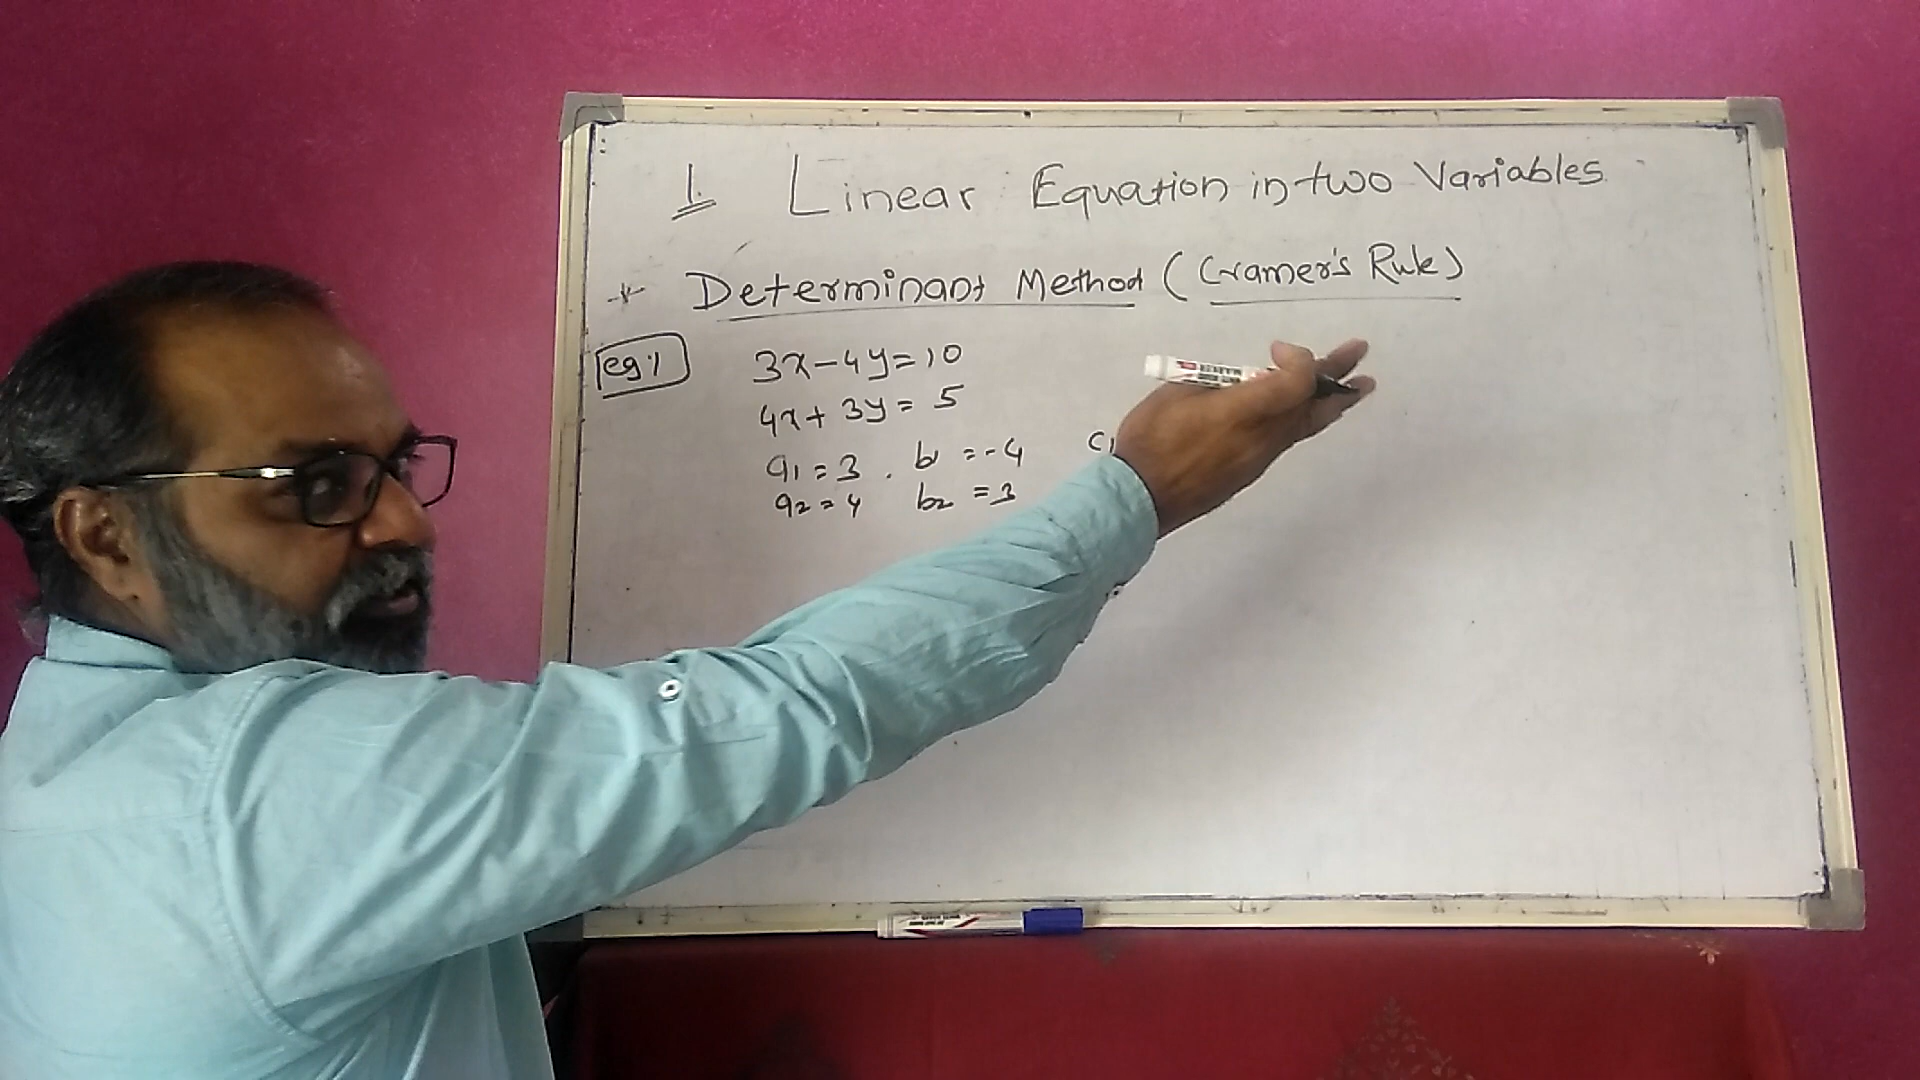 1. Linear Equation in two Variables
* Determinant Method (Cramer's Rule)
eg:1 3x-4y=10
4x+3y=5
a1=3. b1=-4 c1
a2=4 b2=3